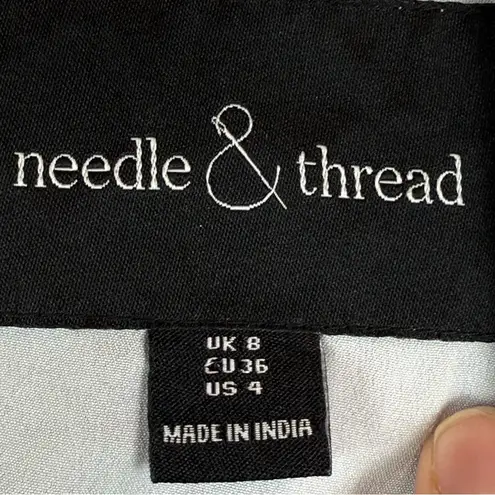 needle & thread
UK 8
EU 36
US 4
MADE IN INDIA